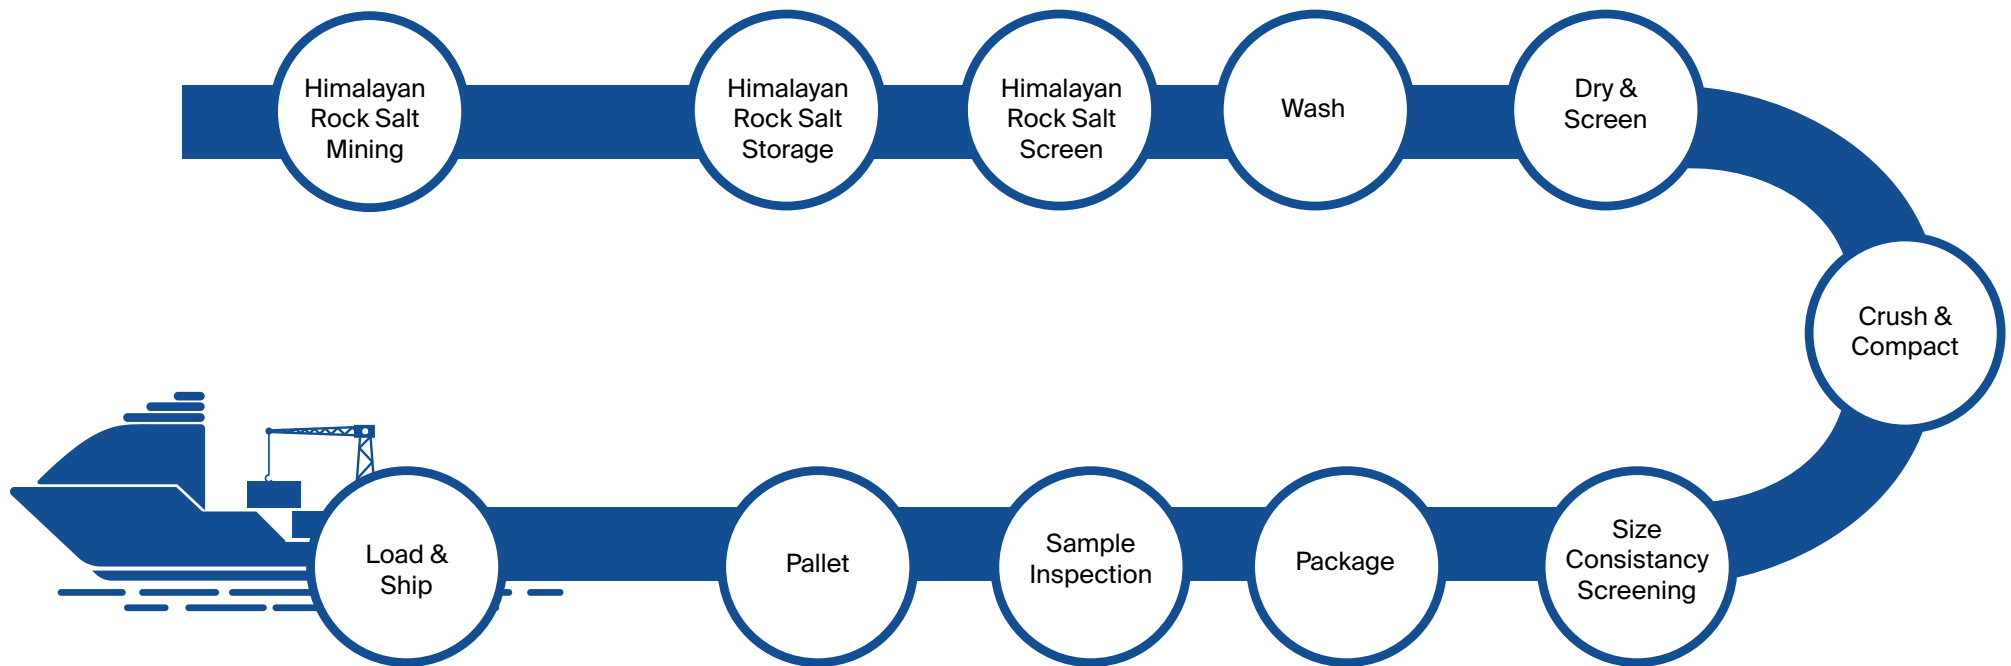 Himalayan
Rock Salt
Mining
Himalayan
Rock Salt
Storage
Himalayan
Rock Salt
Screen
Wash
Dry &
Screen
Crush &
Compact
Size
Consistancy
Screening
Package
Sample
Inspection
Pallet
Load &
Ship